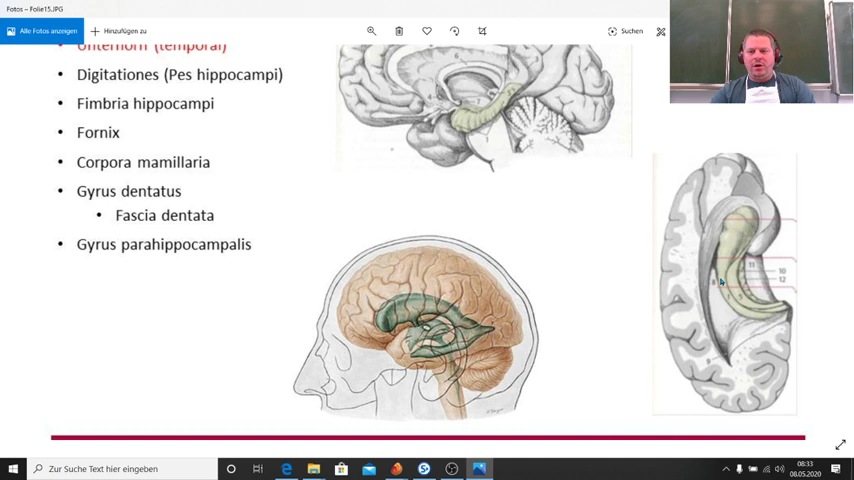 Fotos - Folie15.JPG
Alle Fotos anzeigen
Hinzufügen zu
Suchen
Unterhorn (temporal)
Digitationes (Pes hippocampi)
Fimbria hippocampi
Fornix
Corpora mamillaria
Gyrus dentatus
Fascia dentata
Gyrus parahippocampalis
11
10
12
Zur Suche Text hier eingeben
08:33
08.05.2020